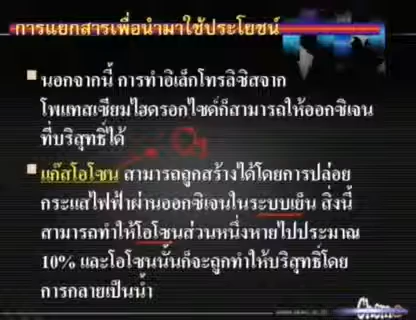 การแยกสารเพื่อนำมาใช้ประโยชน์
นอกจากนี้ การทำอิเล็กโทรลิซิสจาก
โพแทสเซียมไฮดรอกไซด์ก็สามารถให้ออกซิเจน
ที่บริสุทธิ์ได้
O3
แก๊สโอโซน สามารถถูกสร้างได้โดยการปล่อย
กระแสไฟฟ้าผ่านออกซิเจนในระบบเย็น สิ่งนี้
สามารถทำให้โอโซนส่วนหนึ่งหายไปประมาณ
10% และโอโซนนั้นก็จะถูกทำให้บริสุทธิ์โดย
การกลายเป็นน้ำ